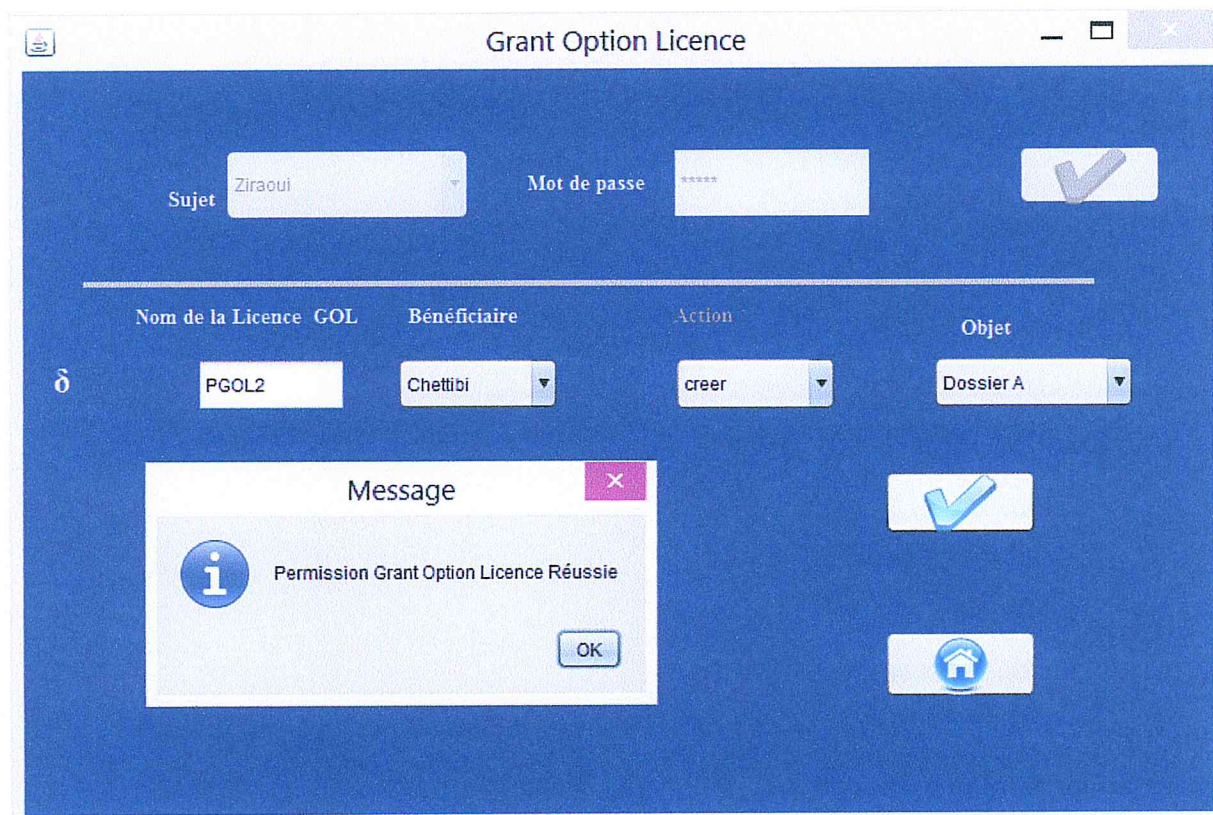 Grant Option Licence
Sujet Ziraoui Mot de passe *****
Nom de la Licence GOL Bénéficiaire Action Objet
δ PGOL2 Chettibi creer Dossier A
Message
Permission Grant Option Licence Réussie
OK